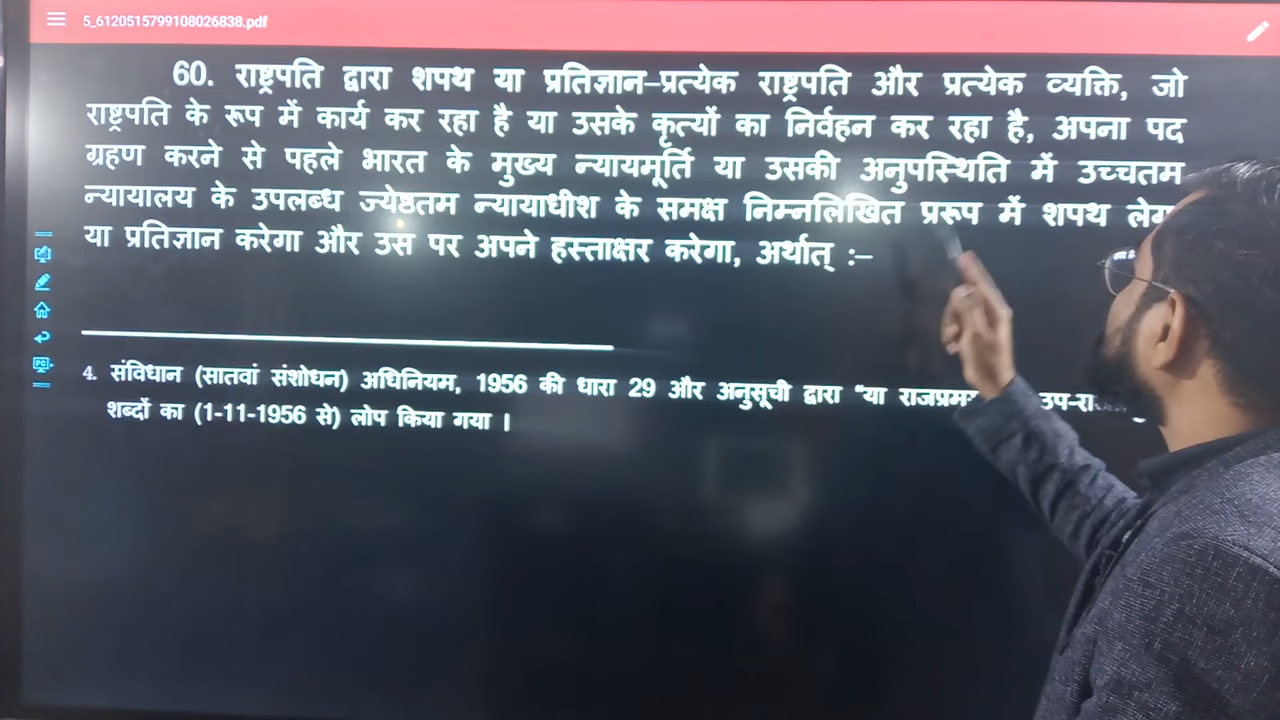 5_6120515799108026838.pdf
60. राष्ट्रपति द्वारा शपथ या प्रतिज्ञान–प्रत्येक राष्ट्रपति और प्रत्येक व्यक्ति, जो
राष्ट्रपति के रूप में कार्य कर रहा है या उसके कृत्यों का निर्वहन कर रहा है, अपना पद
ग्रहण करने से पहले भारत के मुख्य न्यायमूर्ति या उसकी अनुपस्थिति में उच्चतम
न्यायालय के उपलब्ध ज्येष्ठतम न्यायाधीश के समक्ष निम्नलिखित प्ररूप में शपथ
या प्रतिज्ञान करेगा और उस पर अपने हस्ताक्षर करेगा, अर्थात् :–
4. संविधान (सातवां संशोधन) अधिनियम, 1956 की धारा 29 और अनुसूची द्वारा “या
शब्दों का (1-11-1956 से) लोप किया गया ।
PC